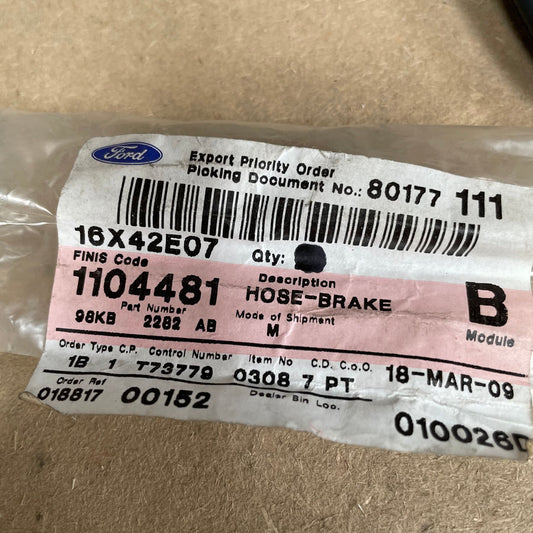 Ford
Export Priority Order
Picking Document No.: 80177 111
16X42E07 Qty:
FINIS Code Description
1104481 HOSE-BRAKE B
Part Number Mode of Shipment Module
98KB 2282 AB M
Order Type C.P. Control Number Item No C.D. C.o.O.
1B 1 T73779 0308 7 PT 18-MAR-09
Order Ref Dealer Bin Loc.
018817 00152 010026D